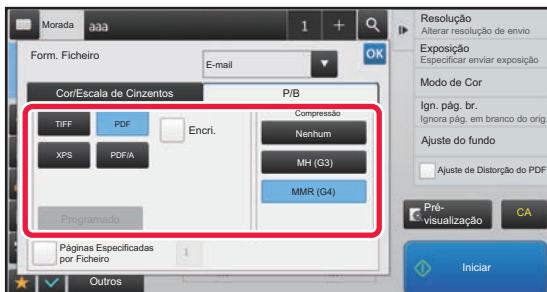 Morada aaa 1 +
Form. Ficheiro
E-mail
OK
Cor/Escala de Cinzentos
P/B
TIFF
PDF
Encri.
XPS
PDF/A
Programado
Compressão
Nenhum
MH (G3)
MMR (G4)
Páginas Especificadas
por Ficheiro
1
Outros
Resolução
Alterar resolução de envio
Exposição
Especificar enviar exposição
Modo de Cor
Ign. pág. br.
Ignora pág. em branco do orig.
Ajuste do fundo
Ajuste de Distorção do PDF
Pré-
visualização
CA
Iniciar